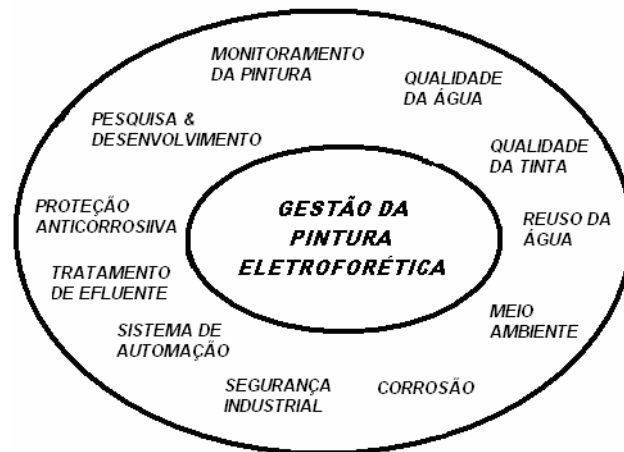 MONITORAMENTO
DA PINTURA
QUALIDADE
DA ÁGUA
PESQUISA &
DESENVOLVIMENTO
QUALIDADE
DA TINTA
PROTEÇÃO
ANTICORROSIIVA
GESTÃO DA
PINTURA
ELETROFORÉTICA
REUSO DA
ÁGUA
TRATAMENTO
DE EFLUENTE
MEIO
AMBIENTE
SISTEMA DE
AUTOMAÇÃO
SEGURANÇA
INDUSTRIAL
CORROSÃO